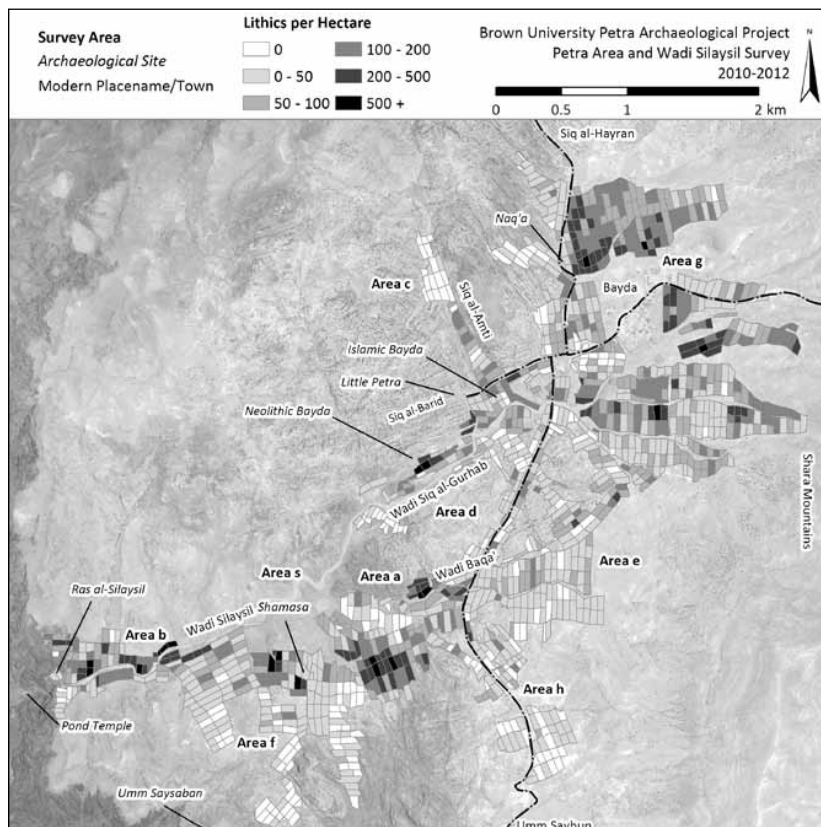 Survey Area
Archaeological Site
Modern Placename/Town
Lithics per Hectare
0
0 - 50
50 - 100
100 - 200
200 - 500
500 +
Brown University Petra Archaeological Project
Petra Area and Wadi Silaysil Survey
2010-2012
N
0 0.5 1 2 km
Siq al-Hayran
Naq'a
Area g
Area c
Siq al-Amti
Bayda
Islamic Bayda
Little Petra
Siq al-Barid
Neolithic Bayda
Wadi Siq al-Gurhab
Shara Mountains
Area d
Wadi Baqa'
Area e
Area s
Area a
Ras al-Silaysil
Shamasa
Wadi Silaysil
Area b
Area h
Pond Temple
Area f
Umm Saysaban
Umm Sayhun